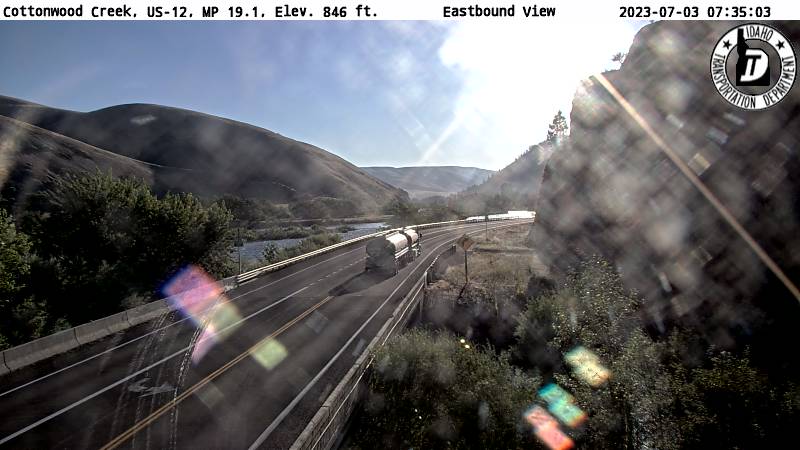 Cottonwood Creek, US-12, MP 19.1, Elev. 846 ft. Eastbound View 2023-07-03 07:35:03
IDAHO
TRANSPORTATION DEPARTMENT